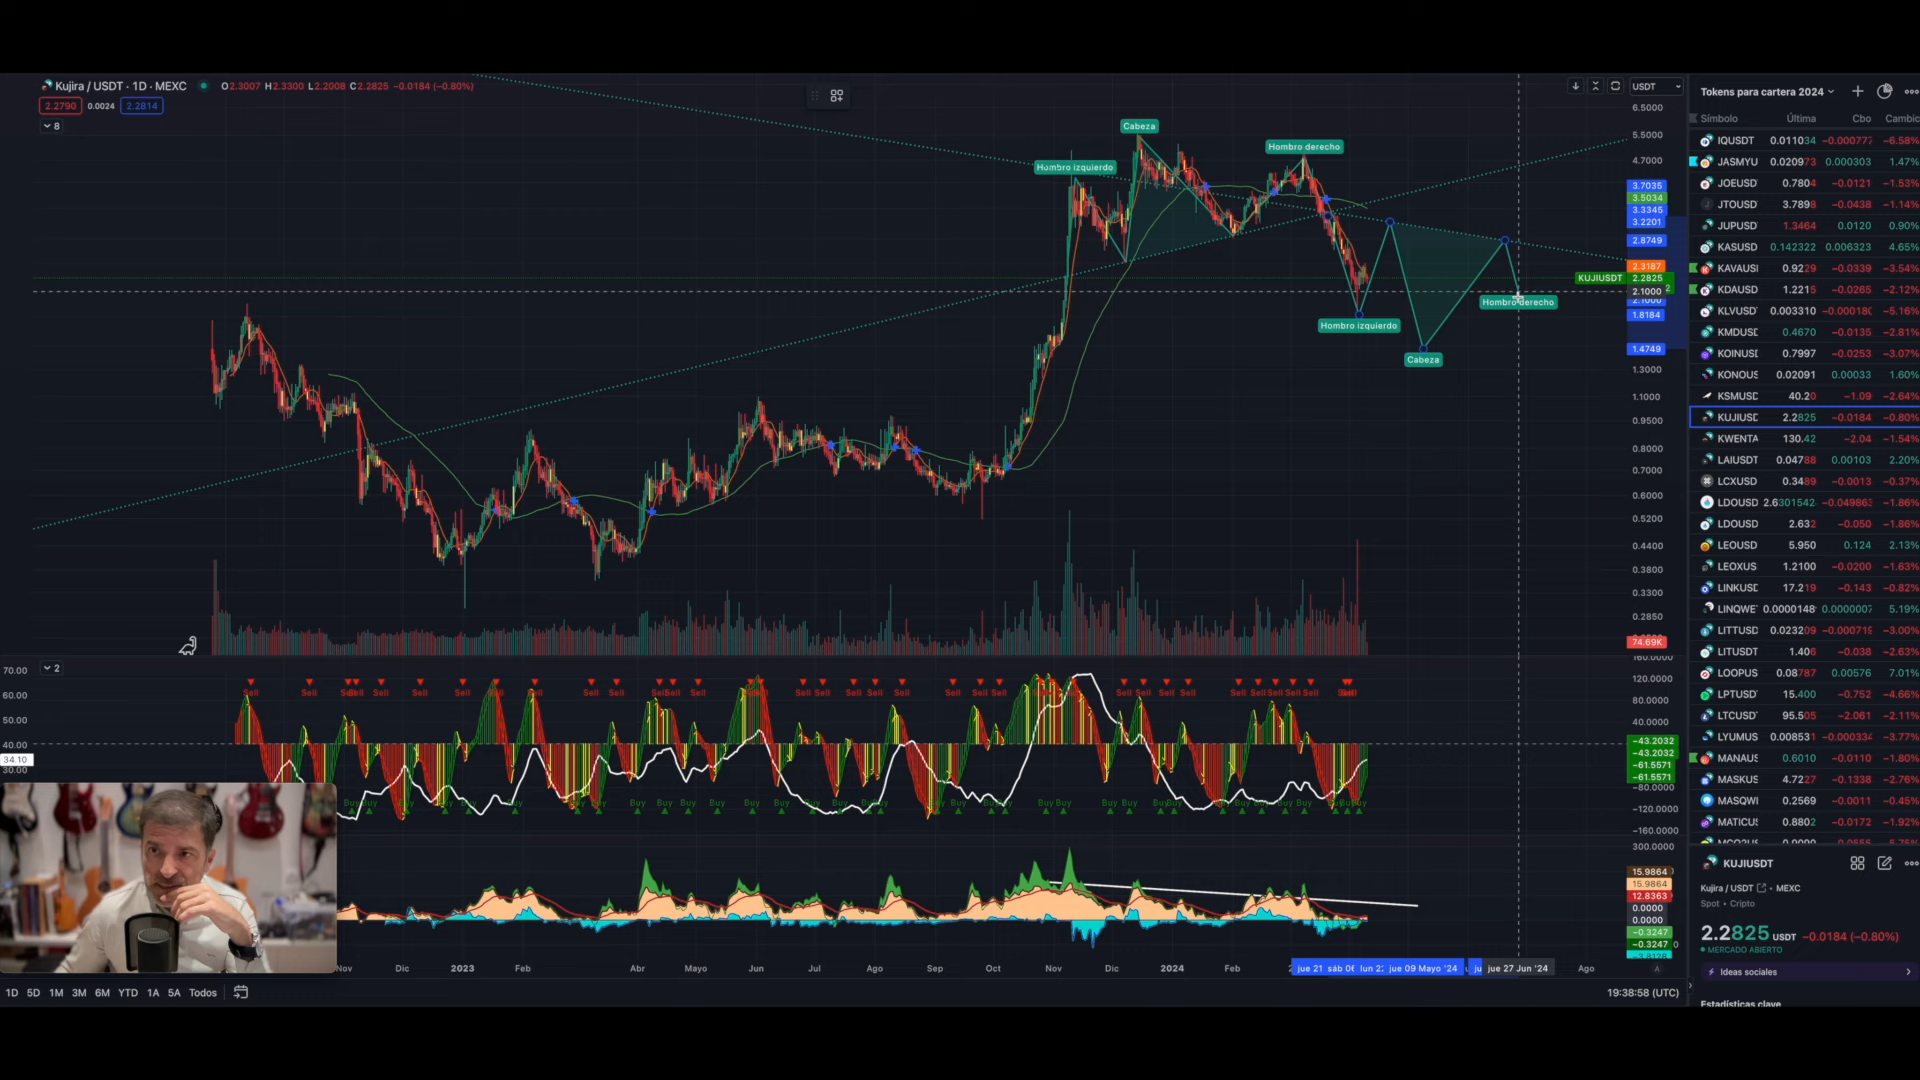 Kujira / USDT · 1D · MEXC O2.3007 H2.3300 L2.2008 C2.2825 −0.0184 (−0.80%)
2.2790 0.0024 2.2814
8
USDT
6.5000
5.5000
4.7000
3.7035
3.5034
3.3345
3.2201
2.8749
2.3187
KUJIUSDT 2.2825
2.1000
1.8184
1.4749
1.3000
1.1000
0.9500
0.8000
0.7000
0.6000
0.5200
0.4400
0.3800
0.3300
0.2850
74.69K
Cabeza
Hombro izquierdo
Hombro derecho
Hombro izquierdo
Cabeza
Hombro derecho
2
70.00
60.00
50.00
40.00
34.10
30.00
160.0000
120.0000
80.0000
40.0000
−43.2032
−43.2032
−61.5571
−61.5571
−80.0000
−120.0000
−160.0000
300.0000
15.9864
15.9864
12.8363
0.0000
0.0000
−0.3247
−0.3247
Nov Dic 2023 Feb Abr Mayo Jun Jul Ago Sep Oct Nov Dic 2024 Feb jue 21 sáb 06 lun 22 jue 09 Mayo '24 ju jue 27 Jun '24 Ago
1D 5D 1M 3M 6M YTD 1A 5A Todos
19:38:58 (UTC)
Tokens para cartera 2024
Símbolo Última Cbo Cambio
IQUSDT 0.011034 −0.000777 −6.58%
JASMYU 0.020973 0.000303 1.47%
JOEUSD 0.7804 −0.0121 −1.53%
JTOUSD 3.7898 −0.0438 −1.14%
JUPUSD 1.3464 0.0120 0.90%
KASUSD 0.142322 0.006323 4.65%
KAVAUS 0.9229 −0.0339 −3.54%
KDAUSD 1.2215 −0.0265 −2.12%
KLVUSD 0.003310 −0.000180 −5.16%
KMDUSD 0.4670 −0.0135 −2.81%
KOINUSI 0.7997 −0.0253 −3.07%
KONOUS 0.02091 0.00033 1.60%
KSMUSD 40.20 −1.09 −2.64%
KUJIUSD 2.2825 −0.0184 −0.80%
KWENTA 130.42 −2.04 −1.54%
LAIUSDT 0.04788 0.00103 2.20%
LCXUSD 0.3489 −0.0013 −0.37%
LDOUSD 2.6301542 −0.049863 −1.86%
LDOUSD 2.632 −0.050 −1.86%
LEOUSD 5.950 0.124 2.13%
LEOXUS 1.2100 −0.0200 −1.63%
LINKUSD 17.219 −0.143 −0.82%
LINQWE 0.0000148 0.0000007 5.19%
LITTUSD 0.023209 −0.000719 −3.00%
LITUSDT 1.406 −0.038 −2.63%
LOOPUS 0.08787 0.00576 7.01%
LPTUSD 15.400 −0.752 −4.66%
LTCUSD 95.505 −2.061 −2.11%
LYUMUS 0.008531 −0.000334 −3.77%
MANAUS 0.6010 −0.0110 −1.80%
MASKUS 4.7227 −0.1338 −2.76%
MASQWI 0.2569 −0.0011 −0.45%
MATICUS 0.8802 −0.0172 −1.92%
KUJIUSDT
Kujira / USDT • MEXC
Spot • Cripto
2.2825 USDT −0.0184 (−0.80%)
MERCADO ABIERTO
Ideas sociales
Estadísticas clave